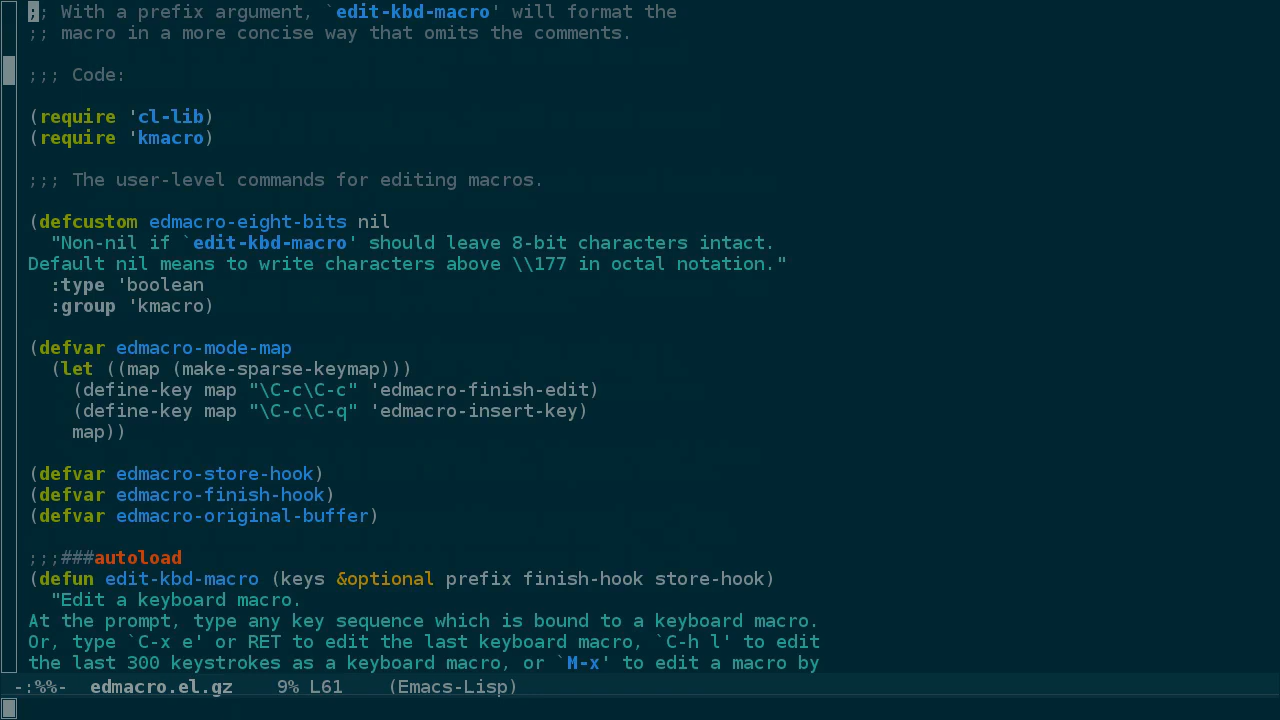 ;; With a prefix argument, `edit-kbd-macro' will format the
;; macro in a more concise way that omits the comments.
;;; Code:
(require 'cl-lib)
(require 'kmacro)
;;; The user-level commands for editing macros.
(defcustom edmacro-eight-bits nil
  "Non-nil if `edit-kbd-macro' should leave 8-bit characters intact.
Default nil means to write characters above \\177 in octal notation."
  :type 'boolean
  :group 'kmacro)
(defvar edmacro-mode-map
  (let ((map (make-sparse-keymap)))
    (define-key map "\C-c\C-c" 'edmacro-finish-edit)
    (define-key map "\C-c\C-q" 'edmacro-insert-key)
    map))
(defvar edmacro-store-hook)
(defvar edmacro-finish-hook)
(defvar edmacro-original-buffer)
;;;###autoload
(defun edit-kbd-macro (keys &optional prefix finish-hook store-hook)
  "Edit a keyboard macro.
At the prompt, type any key sequence which is bound to a keyboard macro.
Or, type `C-x e' or RET to edit the last keyboard macro, `C-h l' to edit
the last 300 keystrokes as a keyboard macro, or `M-x' to edit a macro by
-:%%-  edmacro.el.gz    9% L61    (Emacs-Lisp)